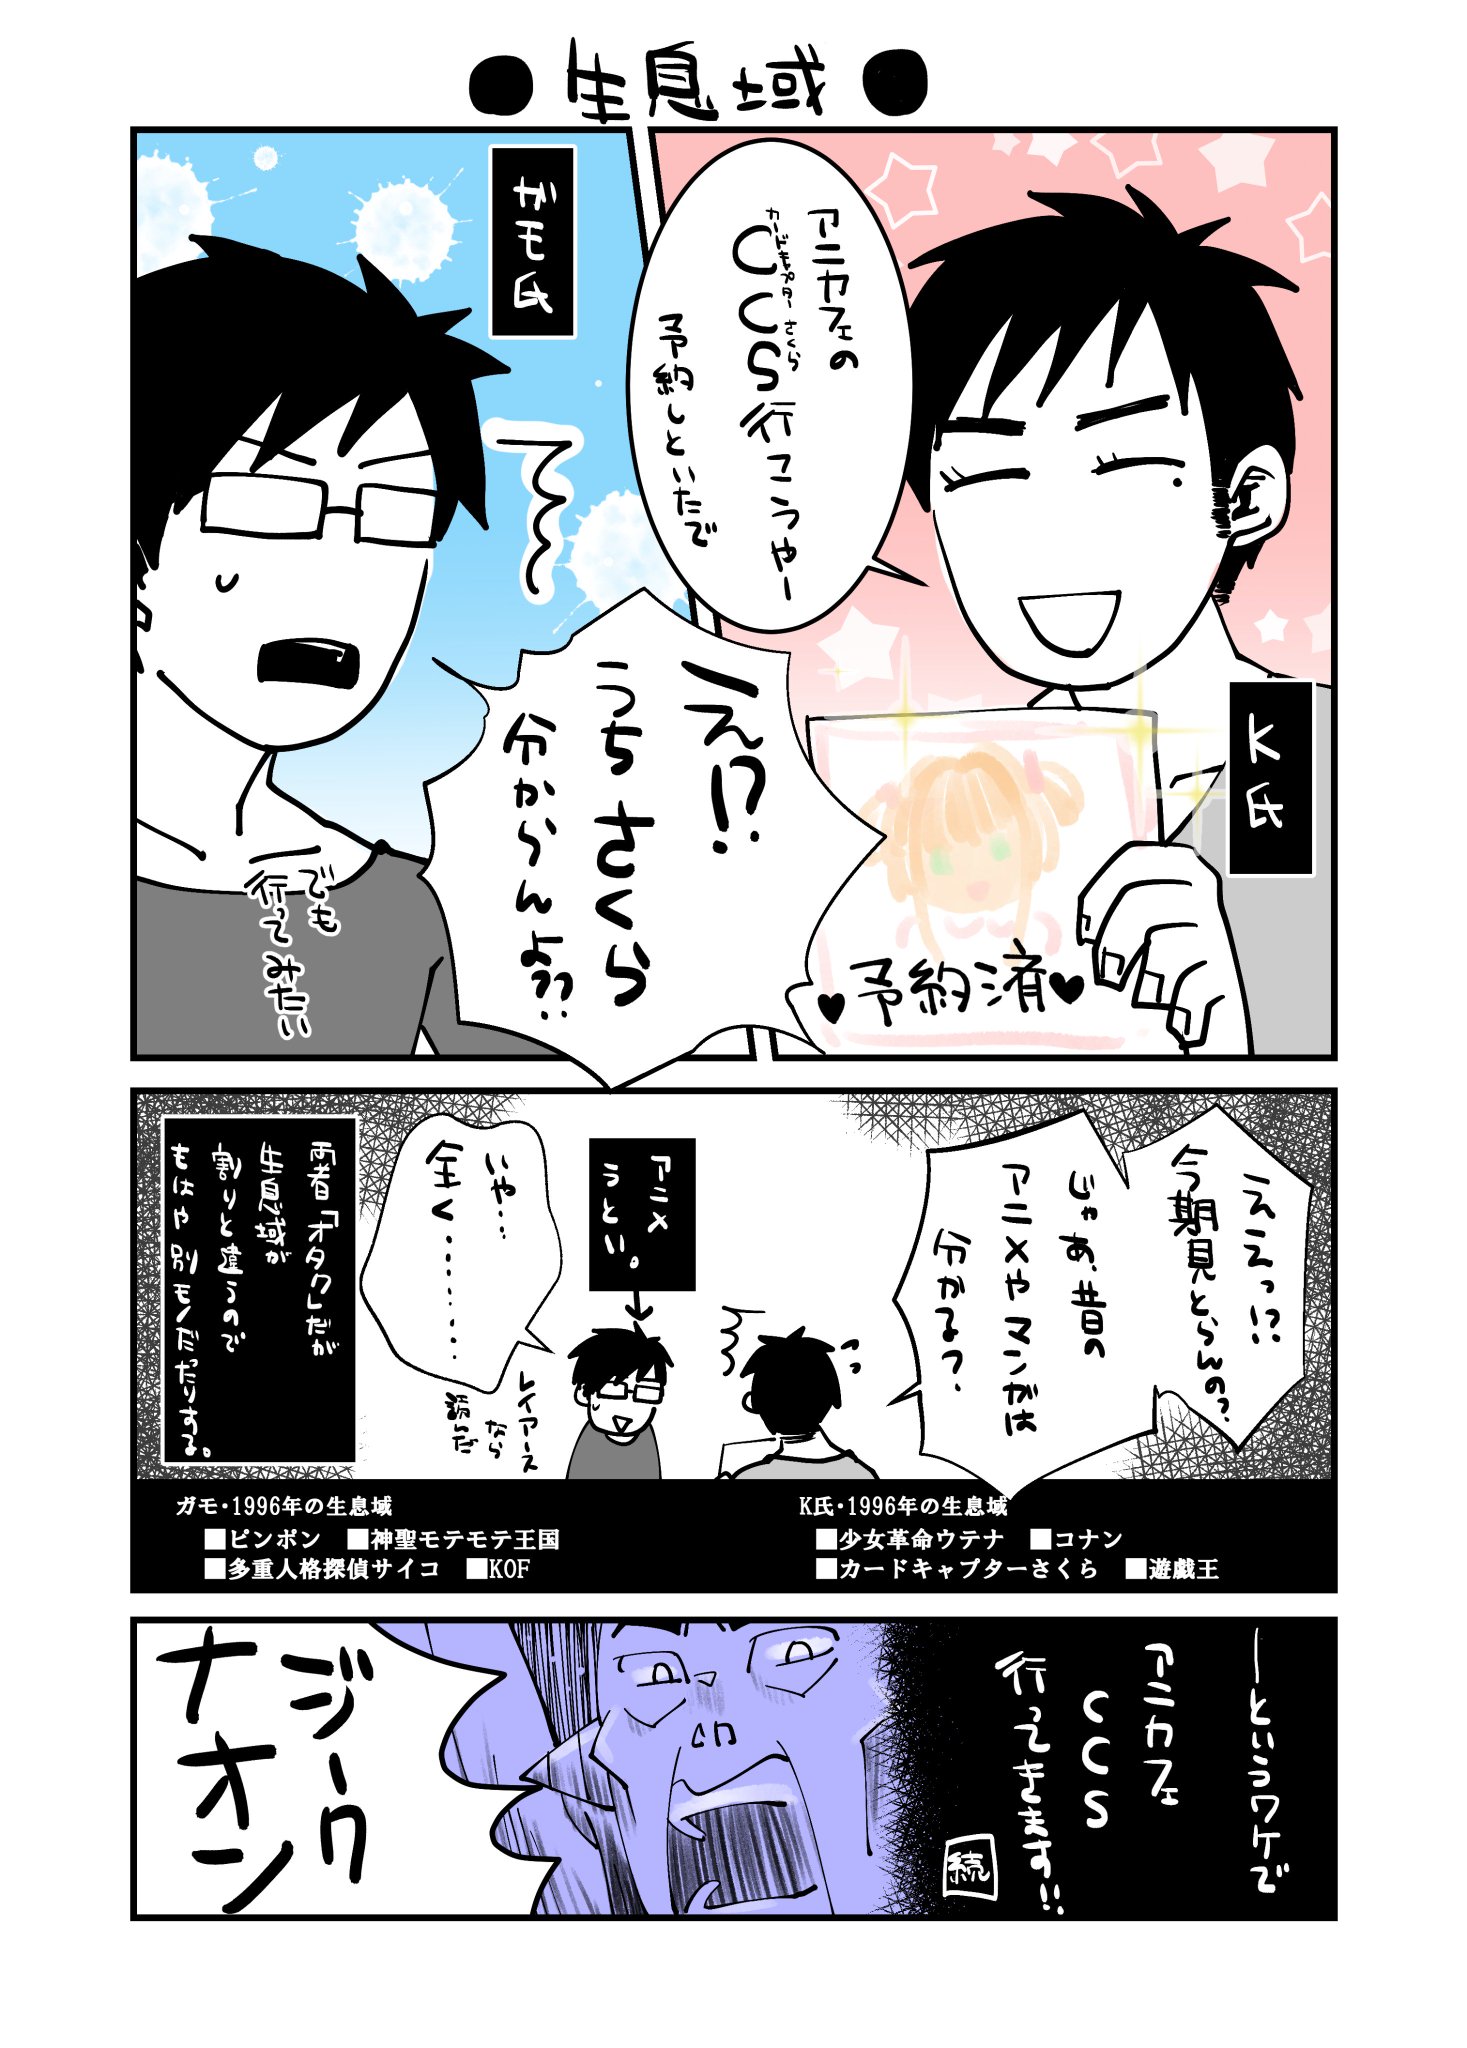 ●生息域●
アニカフェの
CCS行こうやー
カードキャプターさくら
予約しといたで
K氏
♥予約済♥
ガモ氏
え!?
うちさくら
分からんよ??
でも
行ってみたい
ええっ!?
今期見とらんの?
じゃあ、昔の
アニメやマンガは
分かる?
アニメ
うとい。
いや…
全く………
レイアース
なら
読んだ
両者「オタク」だが
生息域が
割りと違うので
もはや別モノだったりする。
ガモ・1996年の生息域
■ピンポン ■神聖モテモテ王国
■多重人格探偵サイコ ■KOF
K氏・1996年の生息域
■少女革命ウテナ ■コナン
■カードキャプターさくら ■遊戯王
―というワケで
アニカフェ
CCS
行ってきます!!
続
ジーク
ナオン